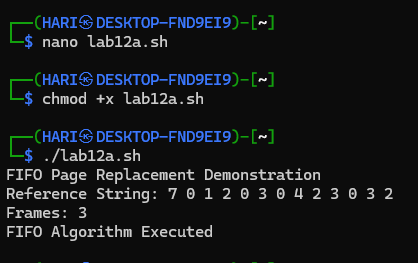 ┌──(HARI㉿DESKTOP-FND9EI9)-[~]
└─$ nano lab12a.sh
┌──(HARI㉿DESKTOP-FND9EI9)-[~]
└─$ chmod +x lab12a.sh
┌──(HARI㉿DESKTOP-FND9EI9)-[~]
└─$ ./lab12a.sh
FIFO Page Replacement Demonstration
Reference String: 7 0 1 2 0 3 0 4 2 3 0 3 2
Frames: 3
FIFO Algorithm Executed